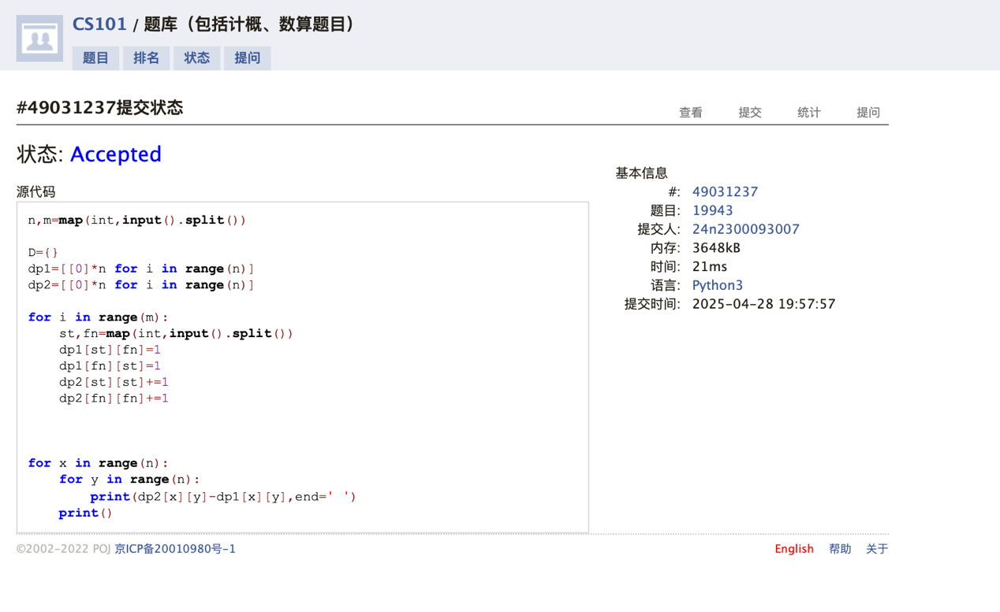 CS101 / 题库（包括计概、数算题目）
题目 排名 状态 提问
#49031237提交状态
查看 提交 统计 提问
状态: Accepted
源代码
n,m=map(int,input().split())
D={}
dp1=[[0]*n for i in range(n)]
dp2=[[0]*n for i in range(n)]
for i in range(m):
    st,fn=map(int,input().split())
    dp1[st][fn]=1
    dp1[fn][st]=1
    dp2[st][st]+=1
    dp2[fn][fn]+=1
for x in range(n):
    for y in range(n):
        print(dp2[x][y]-dp1[x][y],end=' ')
    print()
基本信息
#: 49031237
题目: 19943
提交人: 24n2300093007
内存: 3648kB
时间: 21ms
语言: Python3
提交时间: 2025-04-28 19:57:57
©2002-2022 POJ 京ICP备20010980号-1
English 帮助 关于